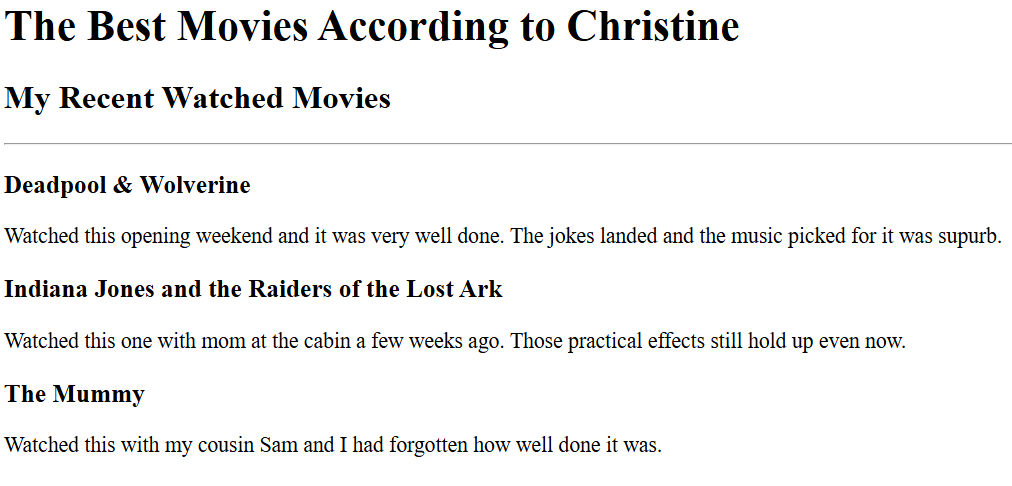 The Best Movies According to Christine
My Recent Watched Movies
Deadpool & Wolverine
Watched this opening weekend and it was very well done. The jokes landed and the music picked for it was supurb.
Indiana Jones and the Raiders of the Lost Ark
Watched this one with mom at the cabin a few weeks ago. Those practical effects still hold up even now.
The Mummy
Watched this with my cousin Sam and I had forgotten how well done it was.